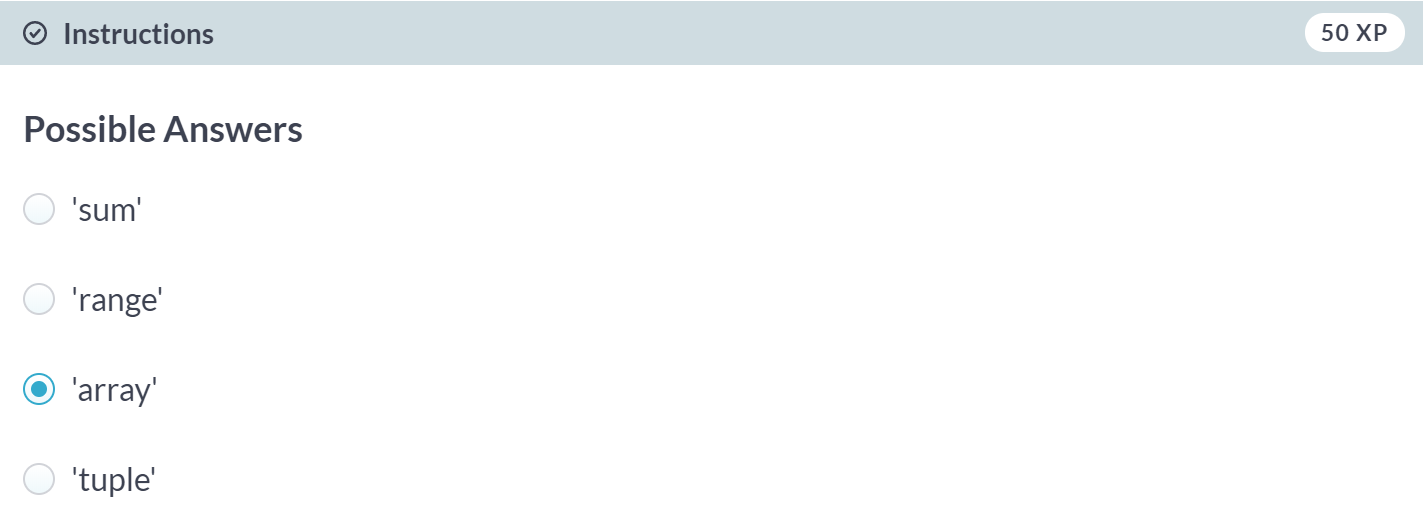 Instructions
50 XP
Possible Answers
'sum'
'range'
'array'
'tuple'